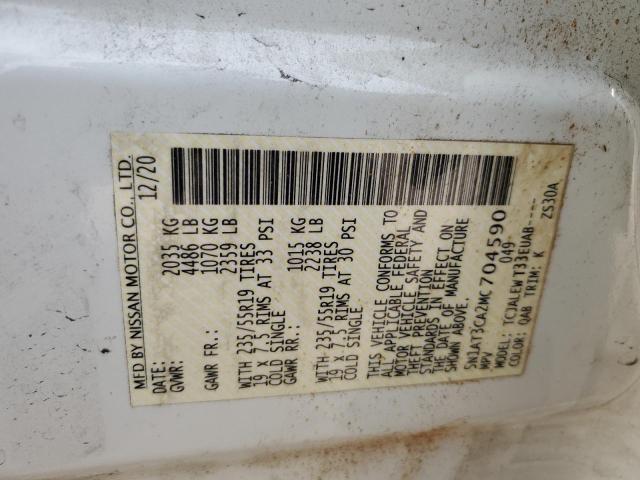 MFD BY NISSAN MOTOR CO., LTD.
DATE: 12/20
GVWR: 2035 KG
4486 LB
GAWR FR.: 1070 KG
2359 LB
WITH 235/55R19 TIRES
19 X 7.5 RIMS AT 33 PSI
COLD SINGLE
GAWR RR.: 1015 KG
2238 LB
WITH 235/55R19 TIRES
19 X 7.5 RIMS AT 30 PSI
COLD SINGLE
THIS VEHICLE CONFORMS TO
ALL APPLICABLE FEDERAL
MOTOR VEHICLE SAFETY AND
THEFT PREVENTION
STANDARDS IN EFFECT ON
THE DATE OF MANUFACTURE
SHOWN ABOVE.
5N1AT3CA2MC704590
MPV 049
MODEL: TCJALEWT33EUAB----
COLOR: QAB TRIM: K ZS30A